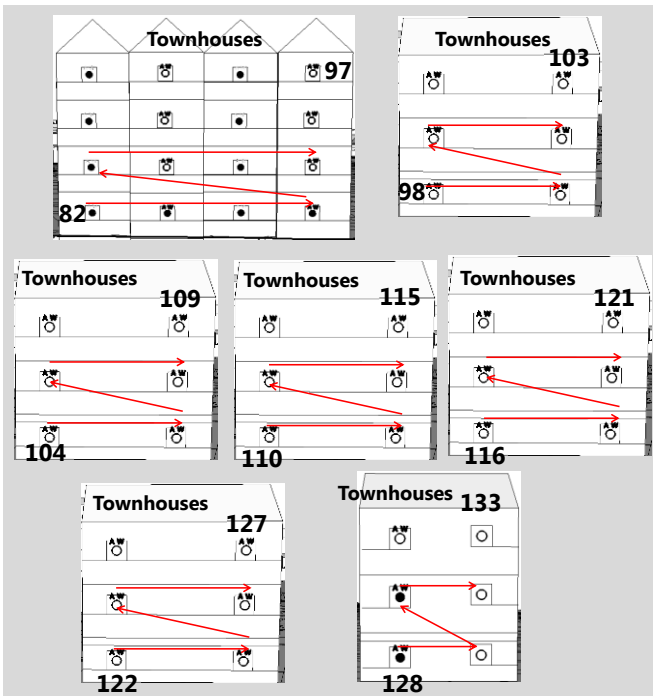 Townhouses
A W A W 97
A W A W
A W A W
82 A W A W
Townhouses
103
A W A W
A W A W
98 A W A W
Townhouses
109
A W A W
A W A W
A W A W
104
Townhouses
115
A W A W
A W A W
A W A W
110
Townhouses
121
A W A W
A W A W
A W A W
116
Townhouses
127
A W A W
A W A W
A W A W
122
Townhouses
133
A W
A W
A W
128